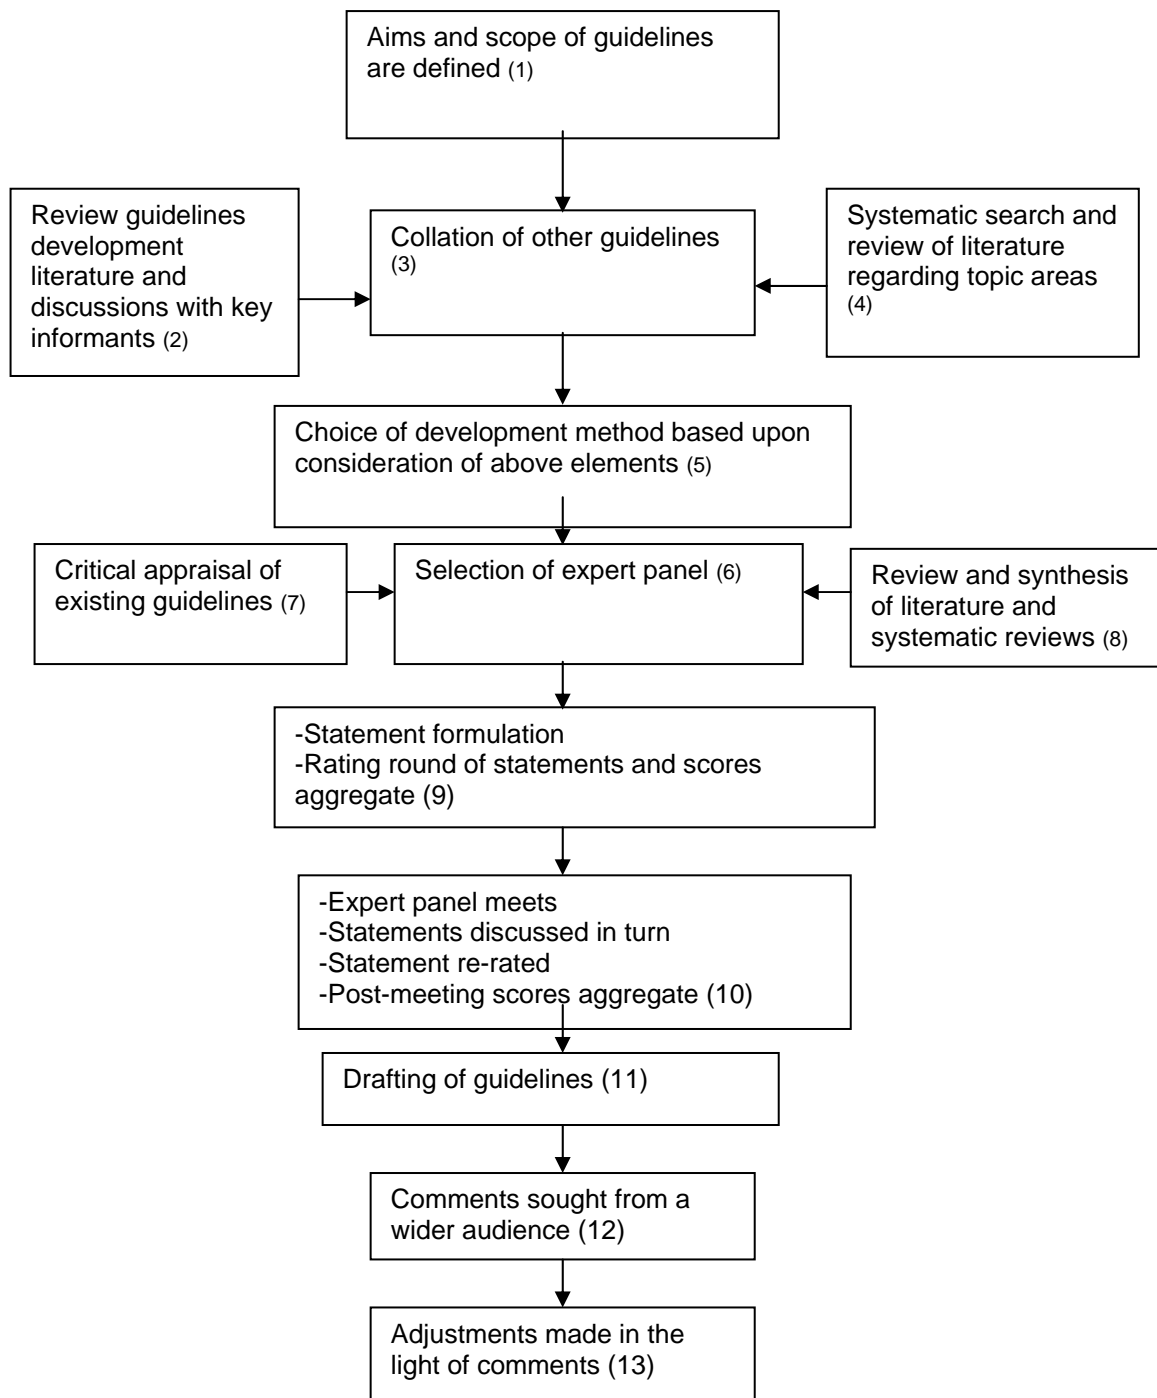 Aims and scope of guidelines
are defined (1)
Review guidelines
development
literature and
discussions with key
informants (2)
Collation of other guidelines
(3)
Systematic search and
review of literature
regarding topic areas
(4)
Choice of development method based upon
consideration of above elements (5)
Critical appraisal of
existing guidelines (7)
Selection of expert panel (6)
Review and synthesis
of literature and
systematic reviews (8)
-Statement formulation
-Rating round of statements and scores
aggregate (9)
-Expert panel meets
-Statements discussed in turn
-Statement re-rated
-Post-meeting scores aggregate (10)
Drafting of guidelines (11)
Comments sought from a
wider audience (12)
Adjustments made in the
light of comments (13)